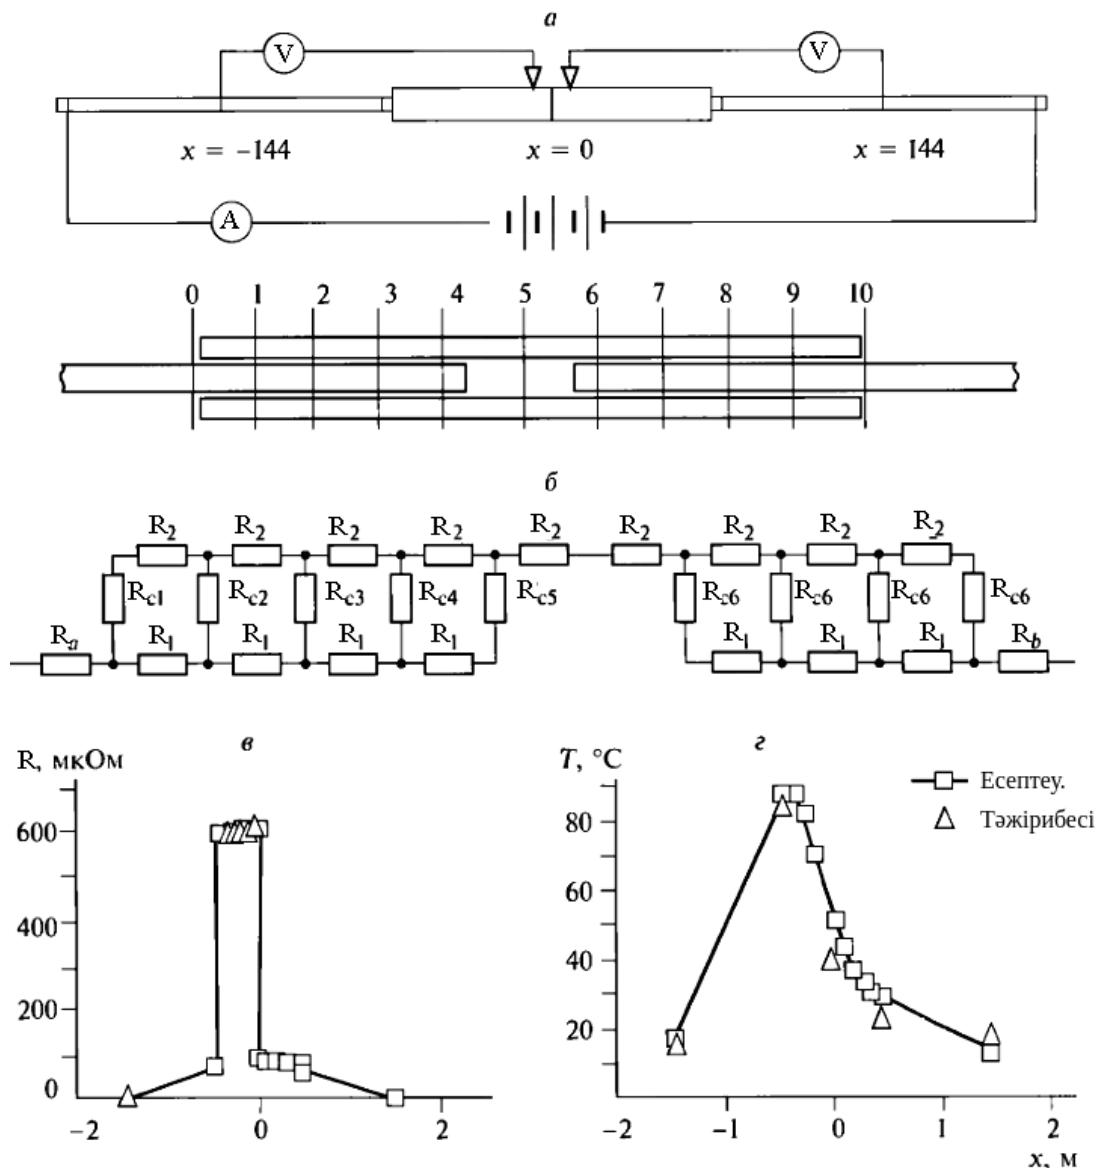 а
V V
x = −144 x = 0 x = 144
A
0 1 2 3 4 5 6 7 8 9 10
б
R2 R2 R2 R2 R2 R2 R2 R2 R2
Rc1 Rc2 Rc3 Rc4 Rc5 Rc6 Rc6 Rc6 Rc6
Ra R1 R1 R1 R1 R1 R1 R1 Rb
в
R, мкОм
600
400
200
0
−2 0 2
г
T, °C
80
60
40
20
−2 −1 0 1 2
x, м
Есептеу.
Тәжірибесі